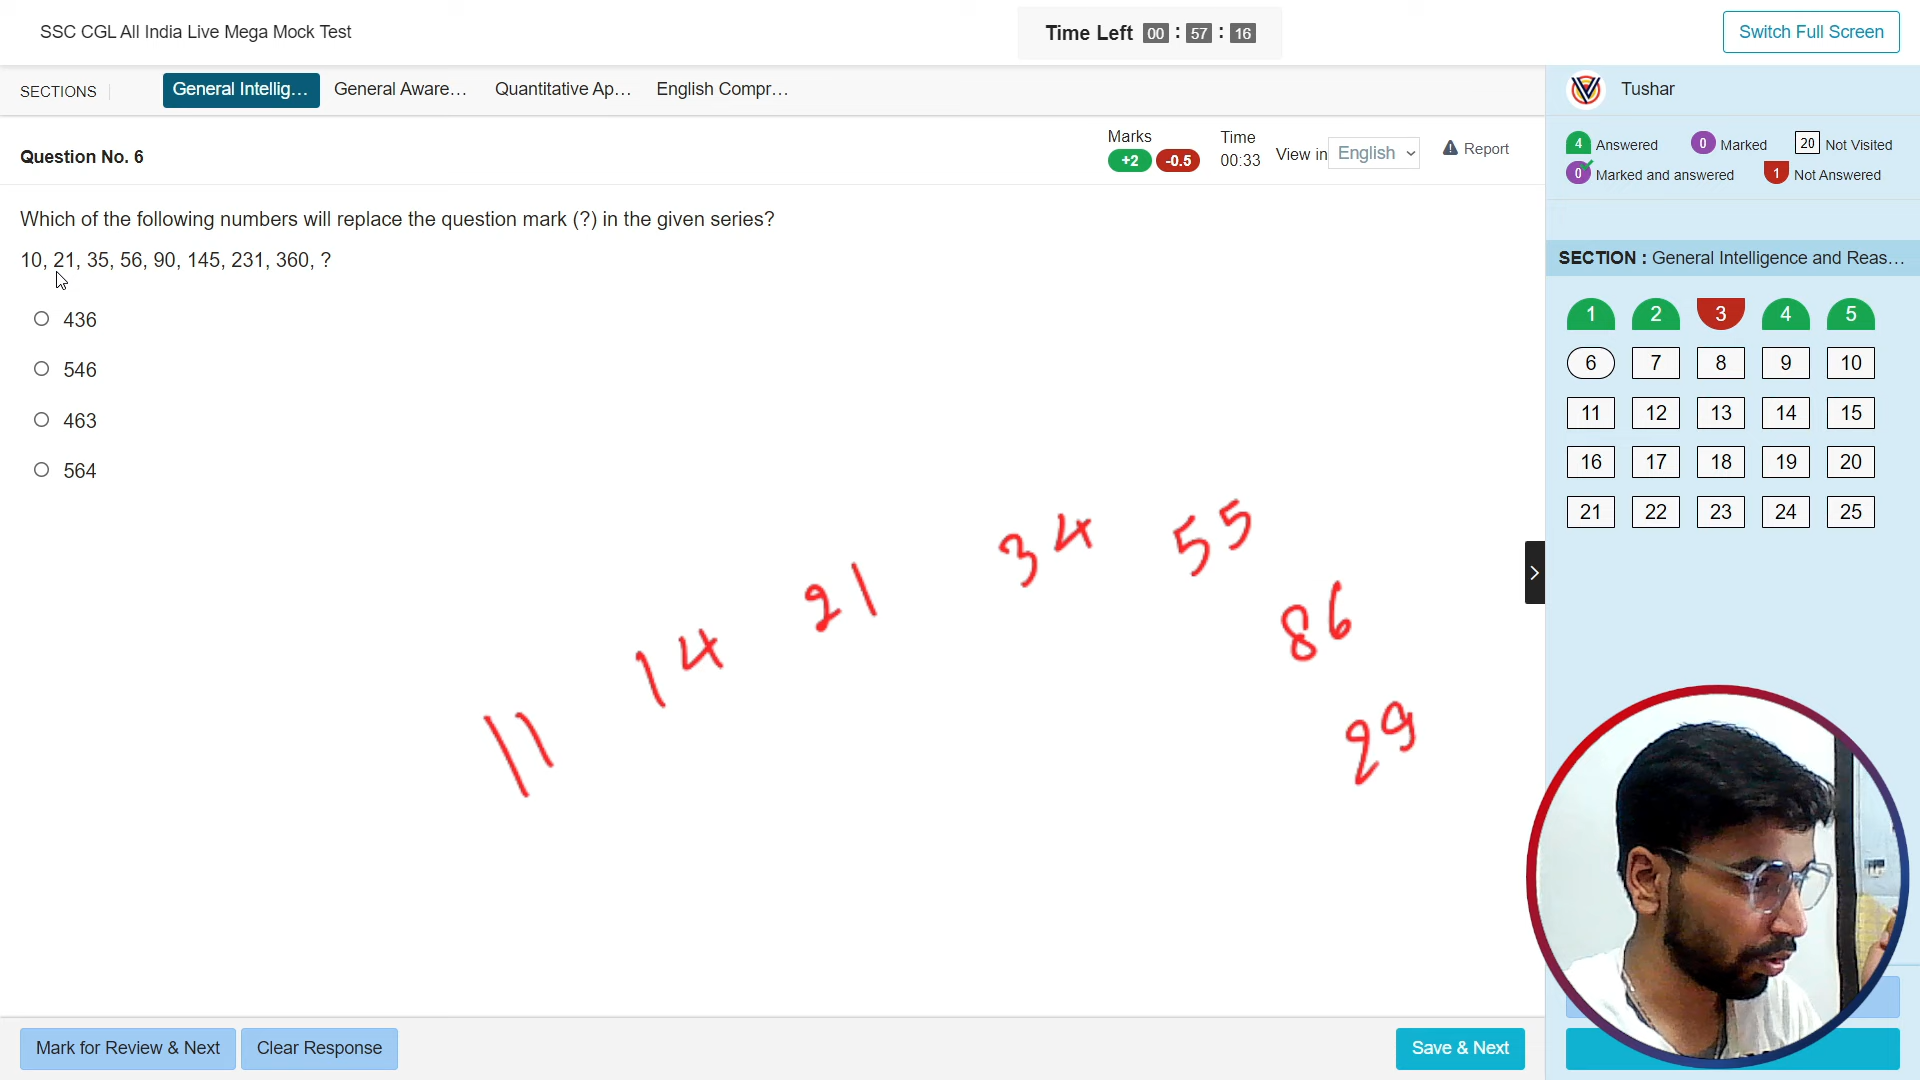 SSC CGL All India Live Mega Mock Test
Time Left 00 : 57 : 16
Switch Full Screen
SECTIONS
General Intellig...
General Aware...
Quantitative Ap...
English Compr...
Tushar
Question No. 6
Marks
+2 -0.5
Time
00:33
View in English
Report
4 Answered
0 Marked
20 Not Visited
0 Marked and answered
1 Not Answered
Which of the following numbers will replace the question mark (?) in the given series?
10, 21, 35, 56, 90, 145, 231, 360, ?
436
546
463
564
SECTION : General Intelligence and Reas...
1 2 3 4 5
6 7 8 9 10
11 12 13 14 15
16 17 18 19 20
21 22 23 24 25
11 14 21 34 55 86 29
Mark for Review & Next
Clear Response
Save & Next